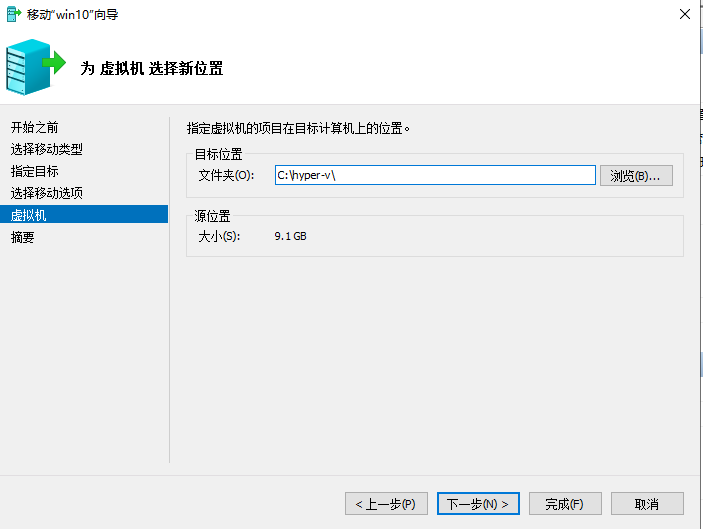 移动“win10”向导
为 虚拟机 选择新位置
开始之前
选择移动类型
指定目标
选择移动选项
虚拟机
摘要
指定虚拟机的项目在目标计算机上的位置。
目标位置
文件夹(O): C:\hyper-v\ 浏览(B)...
源位置
大小(S): 9.1 GB
< 上一步(P) 下一步(N) > 完成(F) 取消